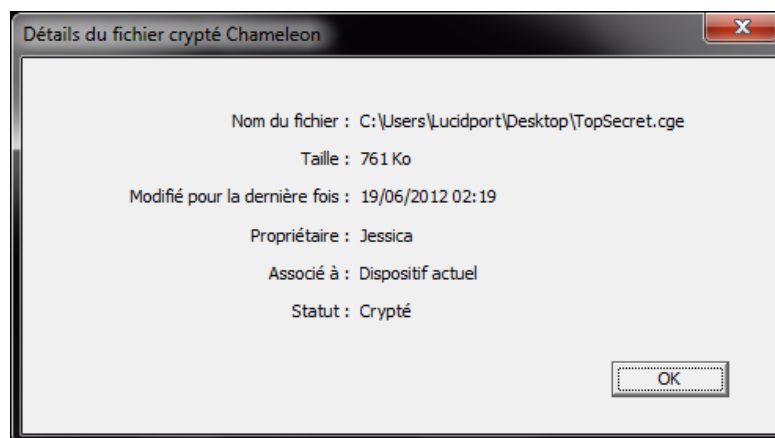 Détails du fichier crypté Chameleon
Nom du fichier : C:\Users\Lucidport\Desktop\TopSecret.cge
Taille : 761 Ko
Modifié pour la dernière fois : 19/06/2012 02:19
Propriétaire : Jessica
Associé à : Dispositif actuel
Statut : Crypté
OK